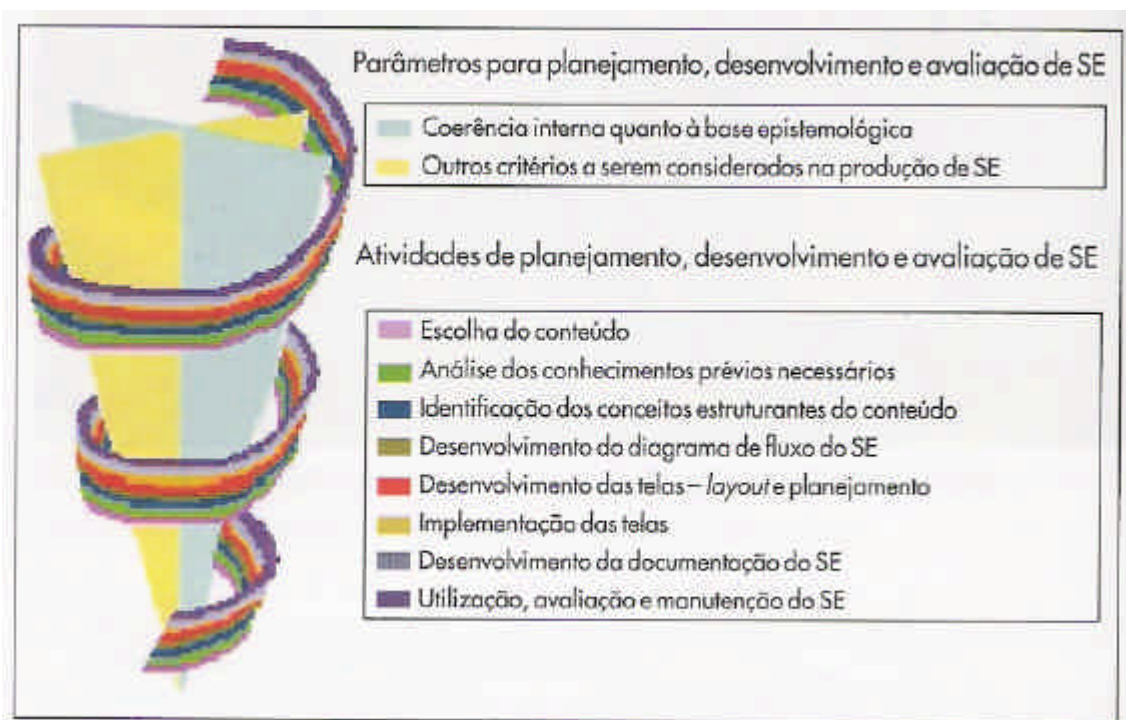 Parâmetros para planejamento, desenvolvimento e avaliação de SE
Coerência interna quanto à base epistemológica
Outros critérios a serem considerados na produção de SE
Atividades de planejamento, desenvolvimento e avaliação de SE
Escolha do conteúdo
Análise dos conhecimentos prévios necessários
Identificação dos conceitos estruturantes do conteúdo
Desenvolvimento do diagrama de fluxo do SE
Desenvolvimento das telas – layout e planejamento
Implementação das telas
Desenvolvimento da documentação do SE
Utilização, avaliação e manutenção do SE